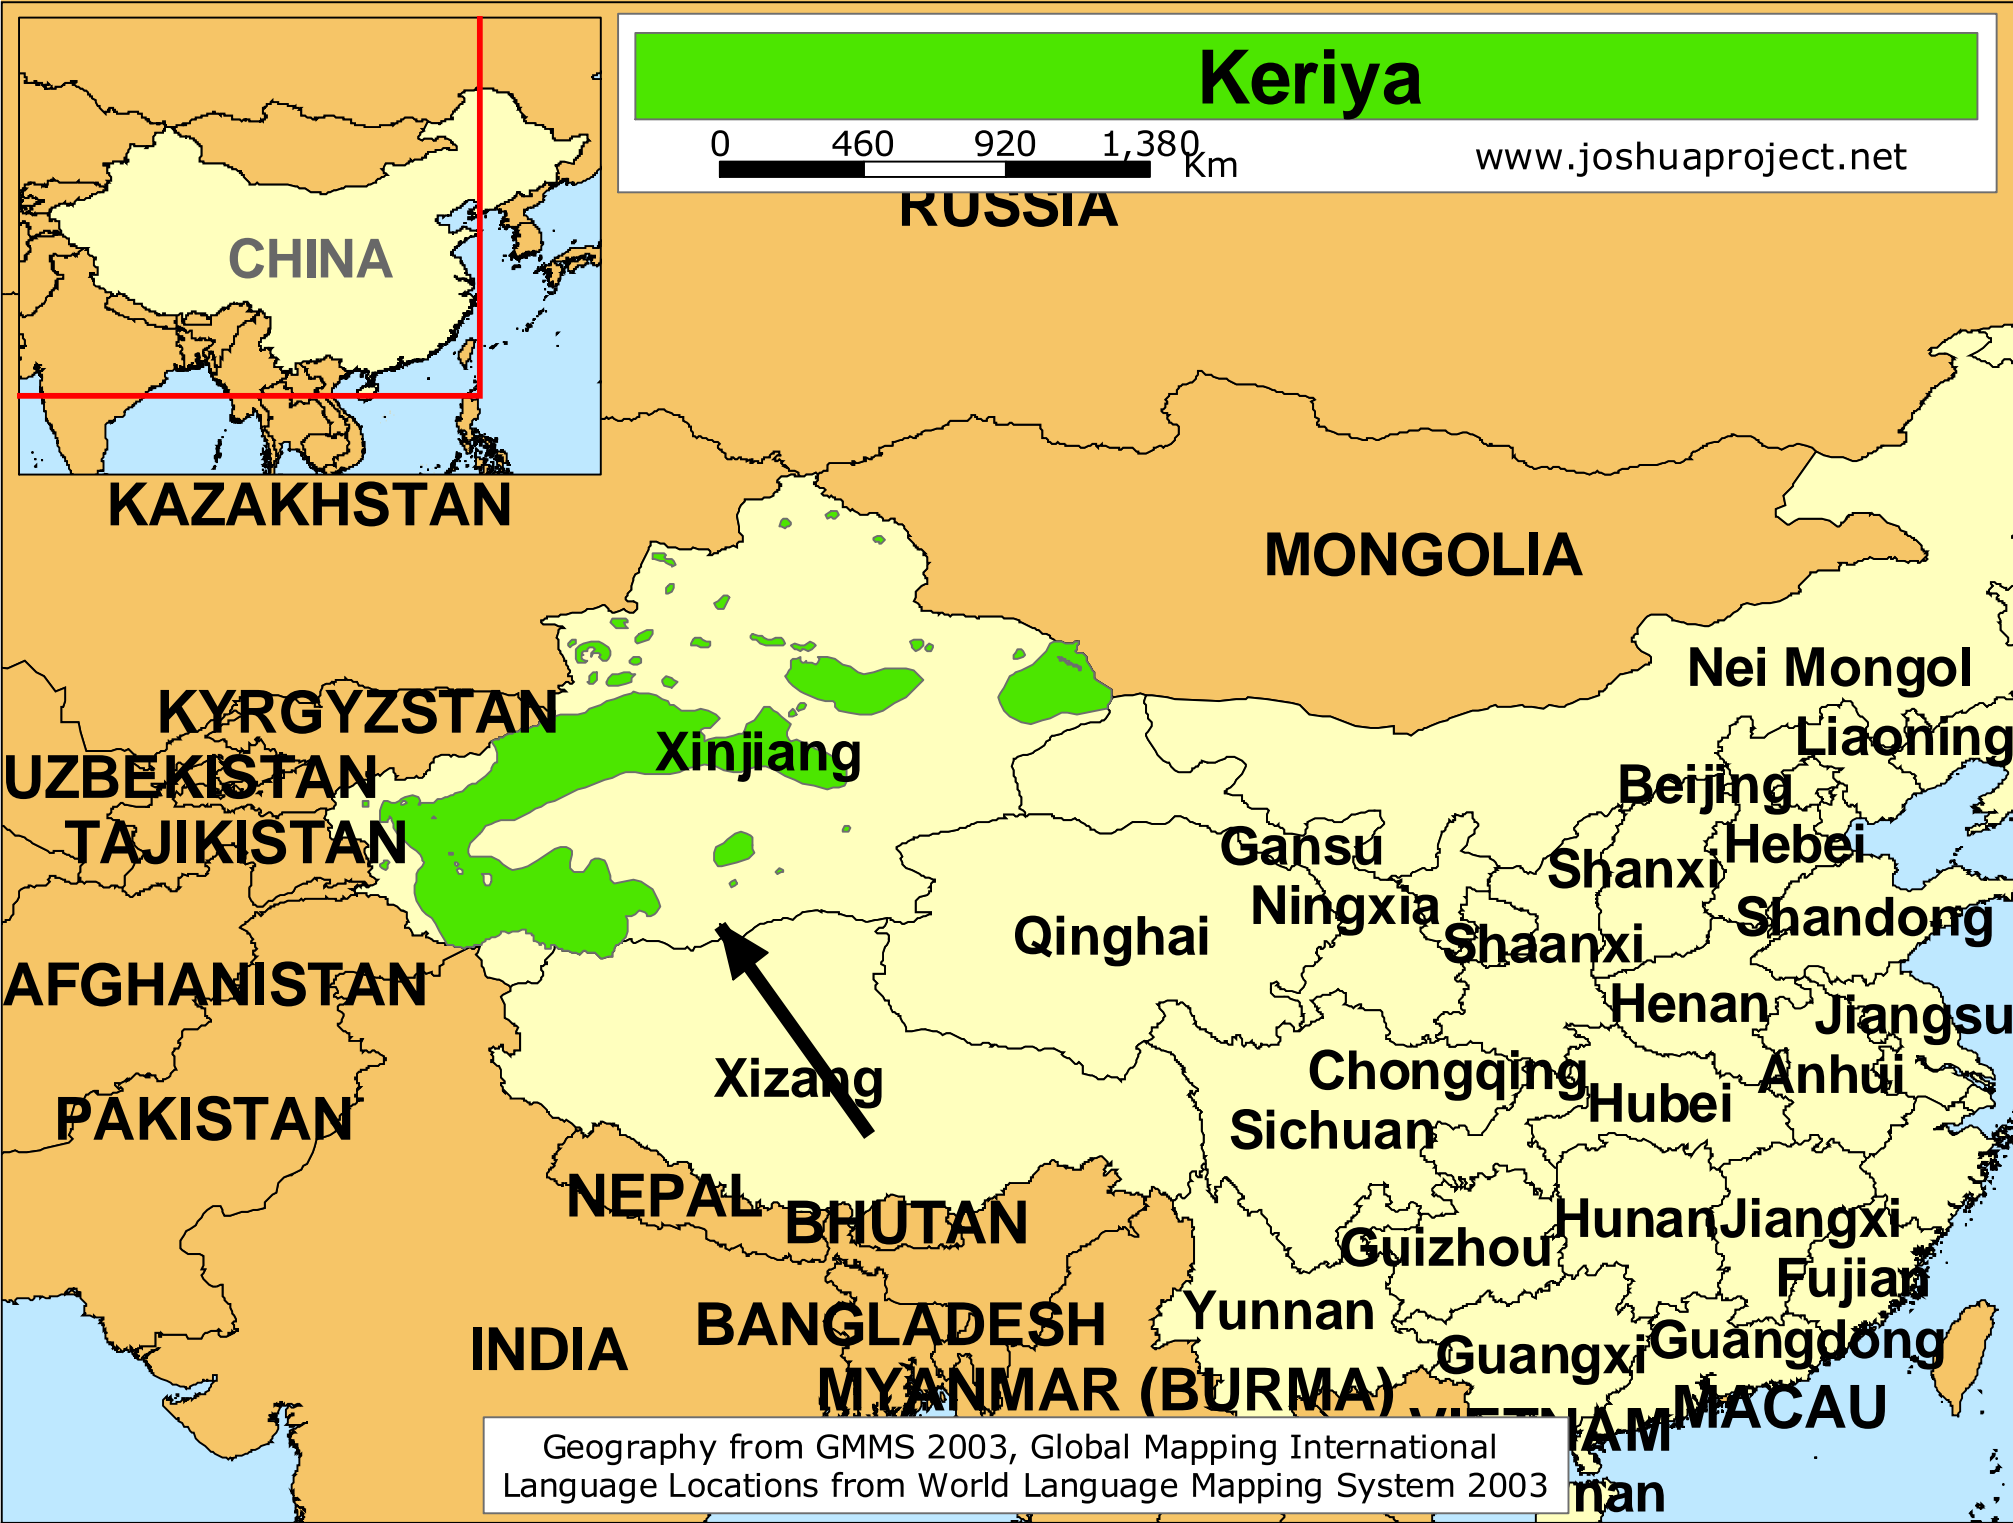 Keriya
0 460 920 1,380
Km
www.joshuaproject.net
CHINA
RUSSIA
KAZAKHSTAN
MONGOLIA
Nei Mongol
KYRGYZSTAN
Liaoning
UZBEKISTAN
Xinjiang
Beijing
TAJIKISTAN
Gansu
Hebei
Shanxi
Ningxia
Shandong
Qinghai
Shaanxi
AFGHANISTAN
Henan
Jiangsu
Xizang
Chongqing
Anhui
PAKISTAN
Hubei
Sichuan
NEPAL
BHUTAN
Hunan
Jiangxi
Guizhou
Fujian
Yunnan
BANGLADESH
INDIA
Guangxi
Guangdong
MYANMAR (BURMA)
MACAU
VIETNAM
Geography from GMMS 2003, Global Mapping International
Language Locations from World Language Mapping System 2003
nan